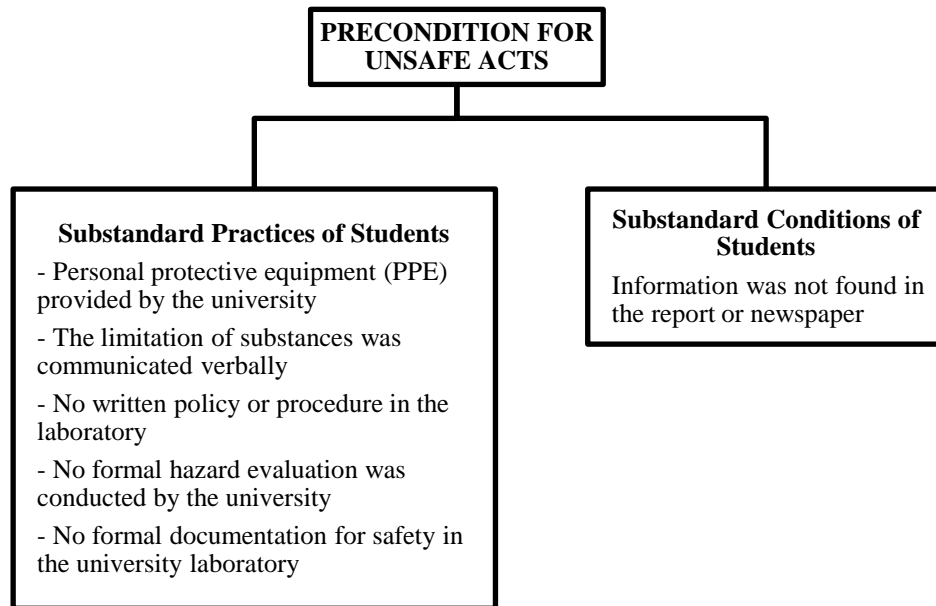 PRECONDITION FOR
UNSAFE ACTS
Substandard Practices of Students
- Personal protective equipment (PPE)
provided by the university
- The limitation of substances was
communicated verbally
- No written policy or procedure in the
laboratory
- No formal hazard evaluation was
conducted by the university
- No formal documentation for safety in
the university laboratory
Substandard Conditions of
Students
Information was not found in
the report or newspaper